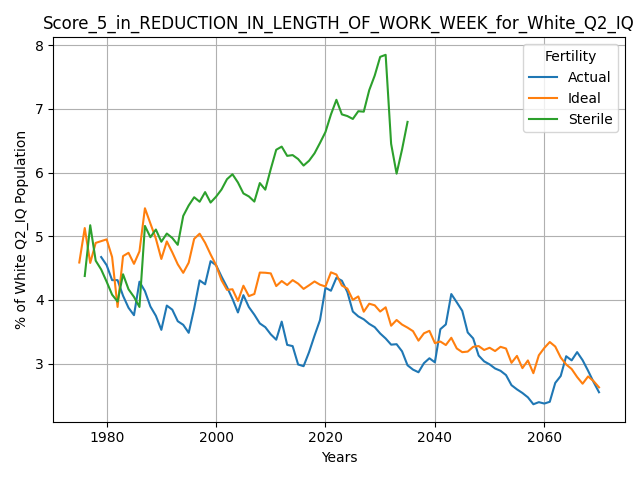 Score_5_in_REDUCTION_IN_LENGTH_OF_WORK_WEEK_for_White_Q2_IQ
% of White Q2_IQ Population
8
7
6
5
4
3
Fertility
Actual
Ideal
Sterile
1980 2000 2020 2040 2060
Years